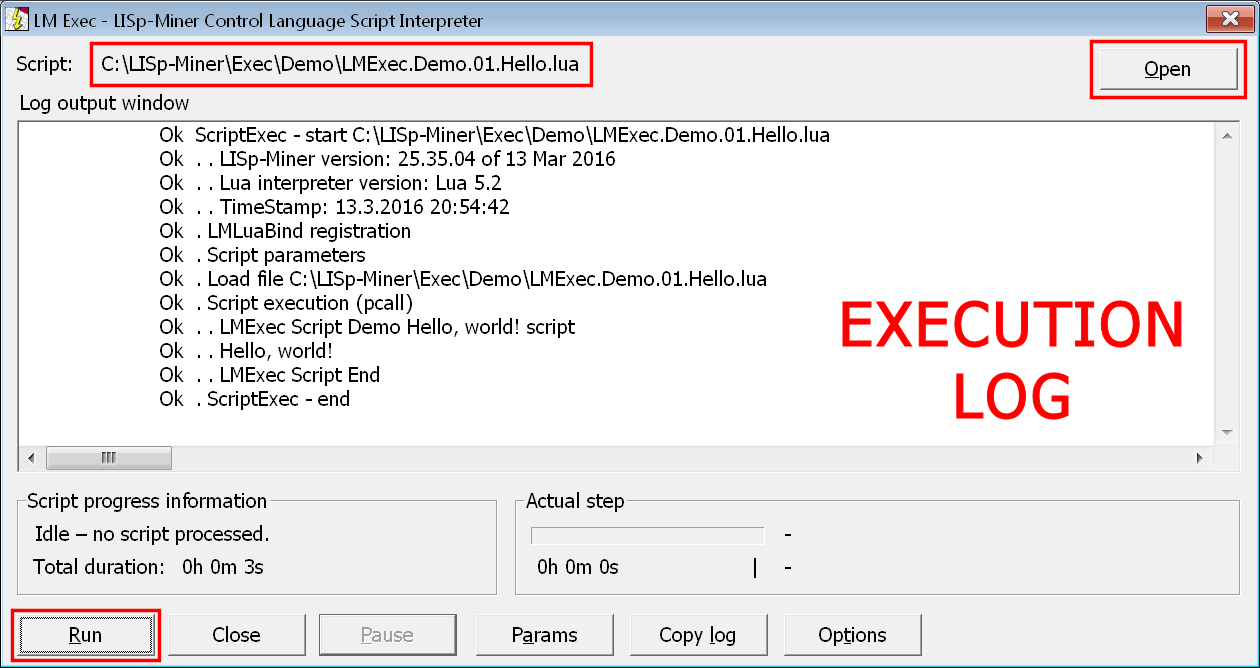 LM Exec - LISp-Miner Control Language Script Interpreter
Script: C:\LISp-Miner\Exec\Demo\LMExec.Demo.01.Hello.lua
Open
Log output window
Ok ScriptExec - start C:\LISp-Miner\Exec\Demo\LMExec.Demo.01.Hello.lua
Ok . . LISp-Miner version: 25.35.04 of 13 Mar 2016
Ok . . Lua interpreter version: Lua 5.2
Ok . . TimeStamp: 13.3.2016 20:54:42
Ok . LMLuaBind registration
Ok . Script parameters
Ok . Load file C:\LISp-Miner\Exec\Demo\LMExec.Demo.01.Hello.lua
Ok . Script execution (pcall)
Ok . . LMExec Script Demo Hello, world! script
Ok . . Hello, world!
Ok . . LMExec Script End
Ok . ScriptExec - end
EXECUTION
LOG
Script progress information
Idle – no script processed.
Total duration: 0h 0m 3s
Actual step
-
0h 0m 0s | -
Run Close Pause Params Copy log Options